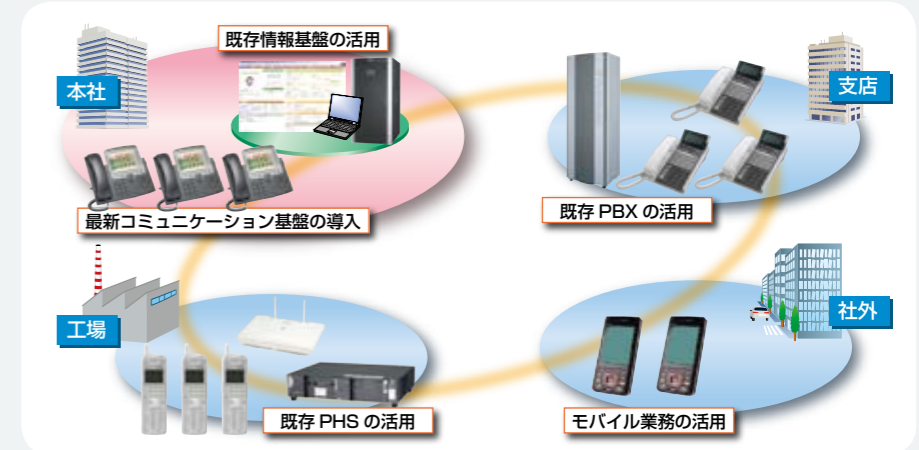 既存情報基盤の活用
本社
最新コミュニケーション基盤の導入
支店
既存 PBX の活用
工場
既存 PHS の活用
社外
モバイル業務の活用